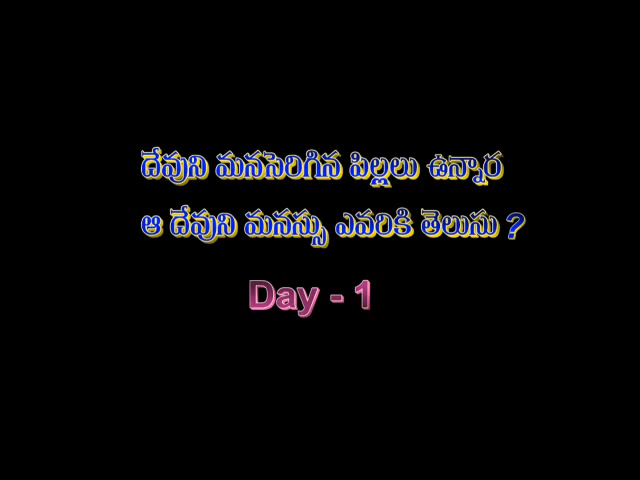 దేవుని మనసెరిగిన పిల్లలు ఉన్నార
ఆ దేవుని మనస్సు ఎవరికి తెలుసు ?
Day - 1